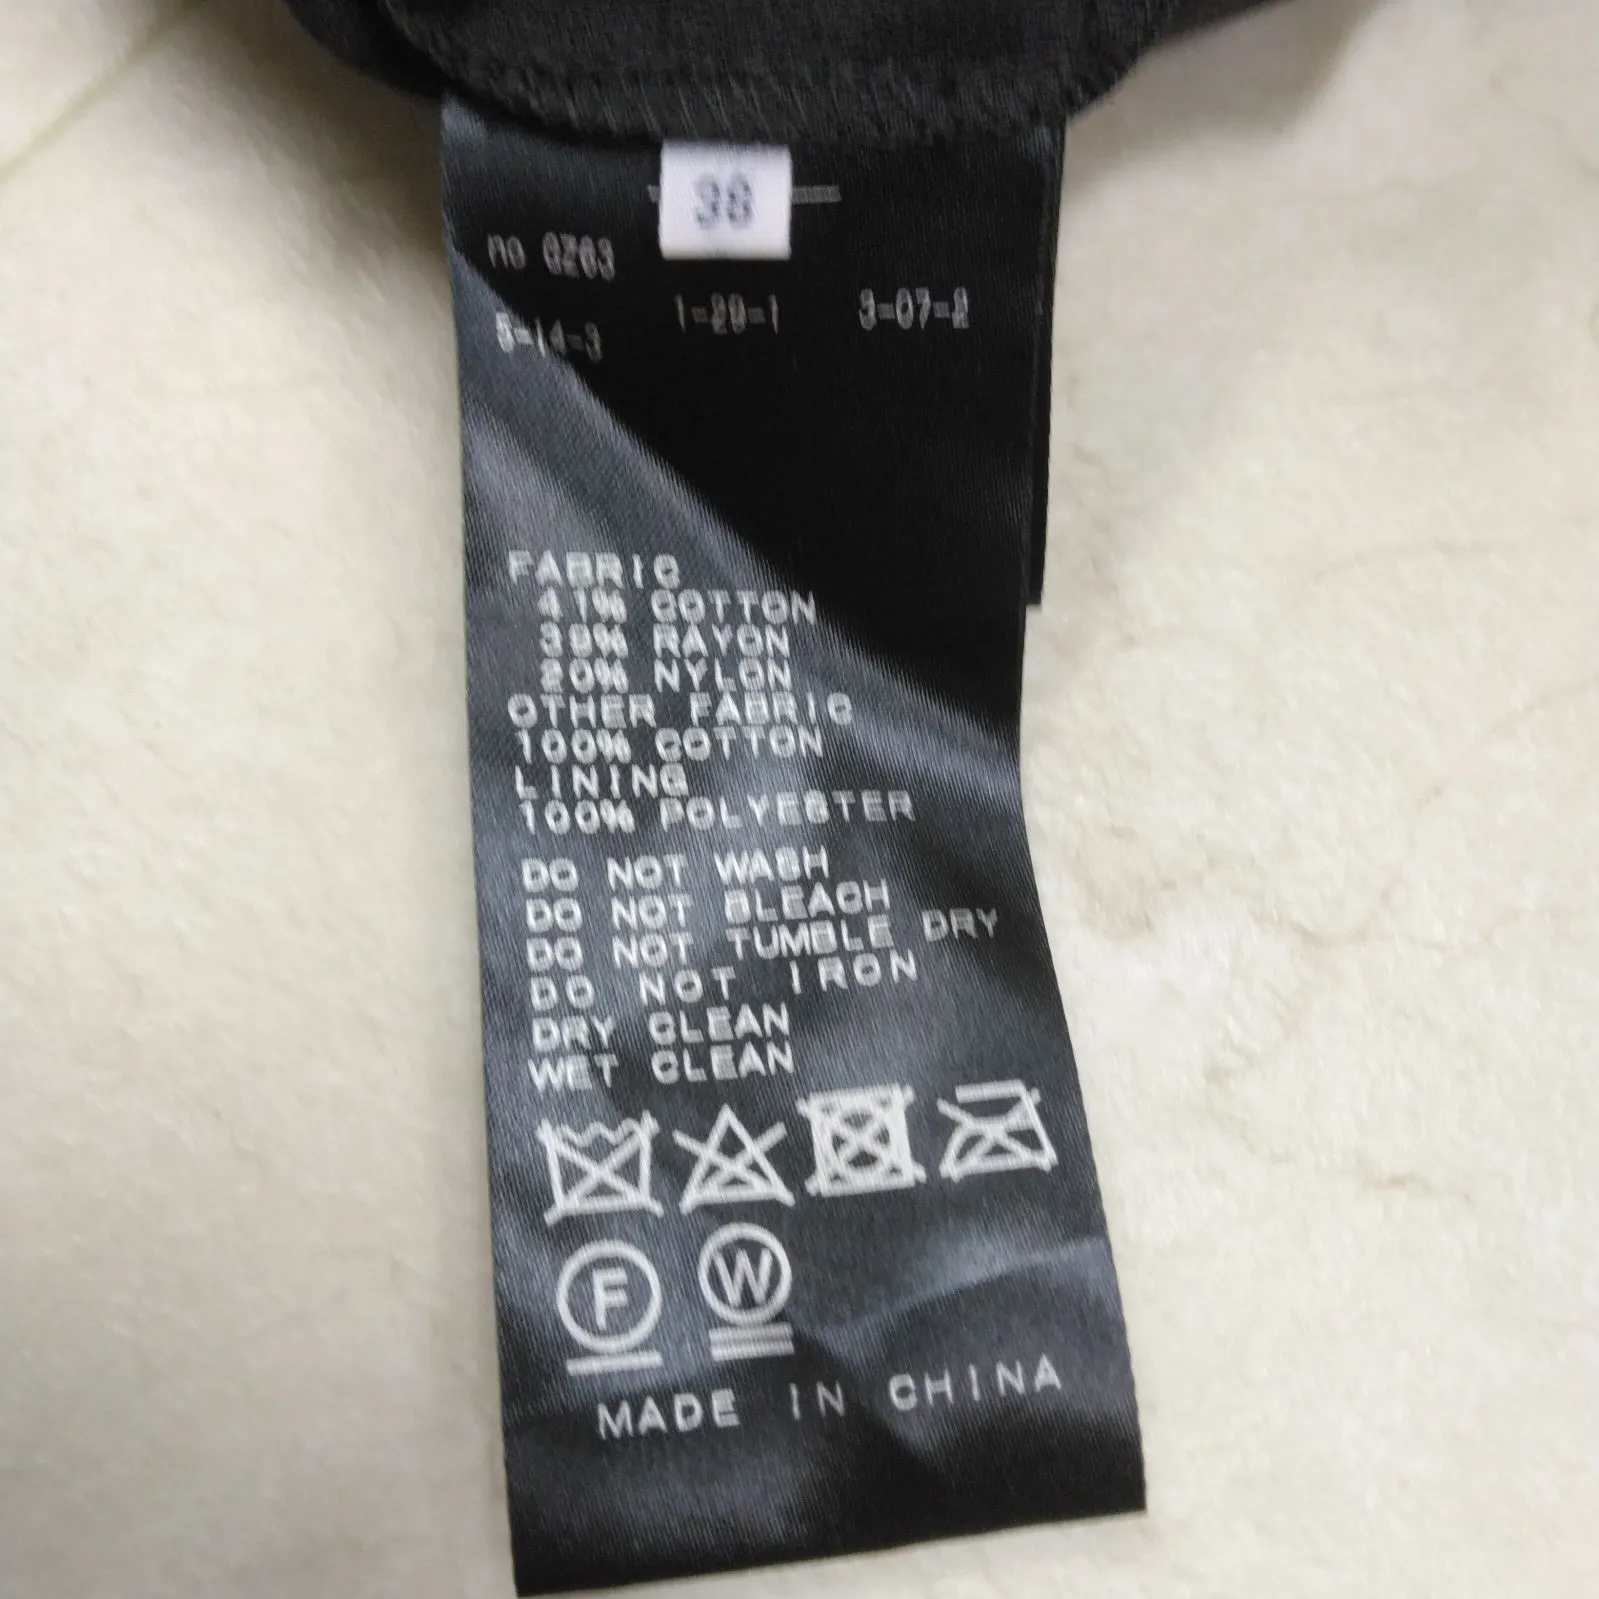 38
no 0263
1-29-1 3-07-2
5-14-3
FABRIC
41% COTTON
39% RAYON
20% NYLON
OTHER FABRIC
100% COTTON
LINING
100% POLYESTER
DO NOT WASH
DO NOT BLEACH
DO NOT TUMBLE DRY
DO NOT IRON
DRY CLEAN
WET CLEAN
F W
MADE IN CHINA